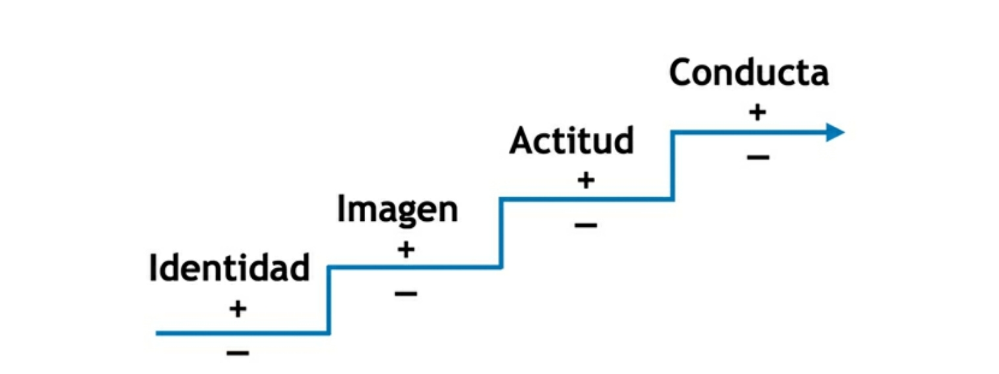 Conducta
+
–
Actitud
+
–
Imagen
+
–
Identidad
+
–